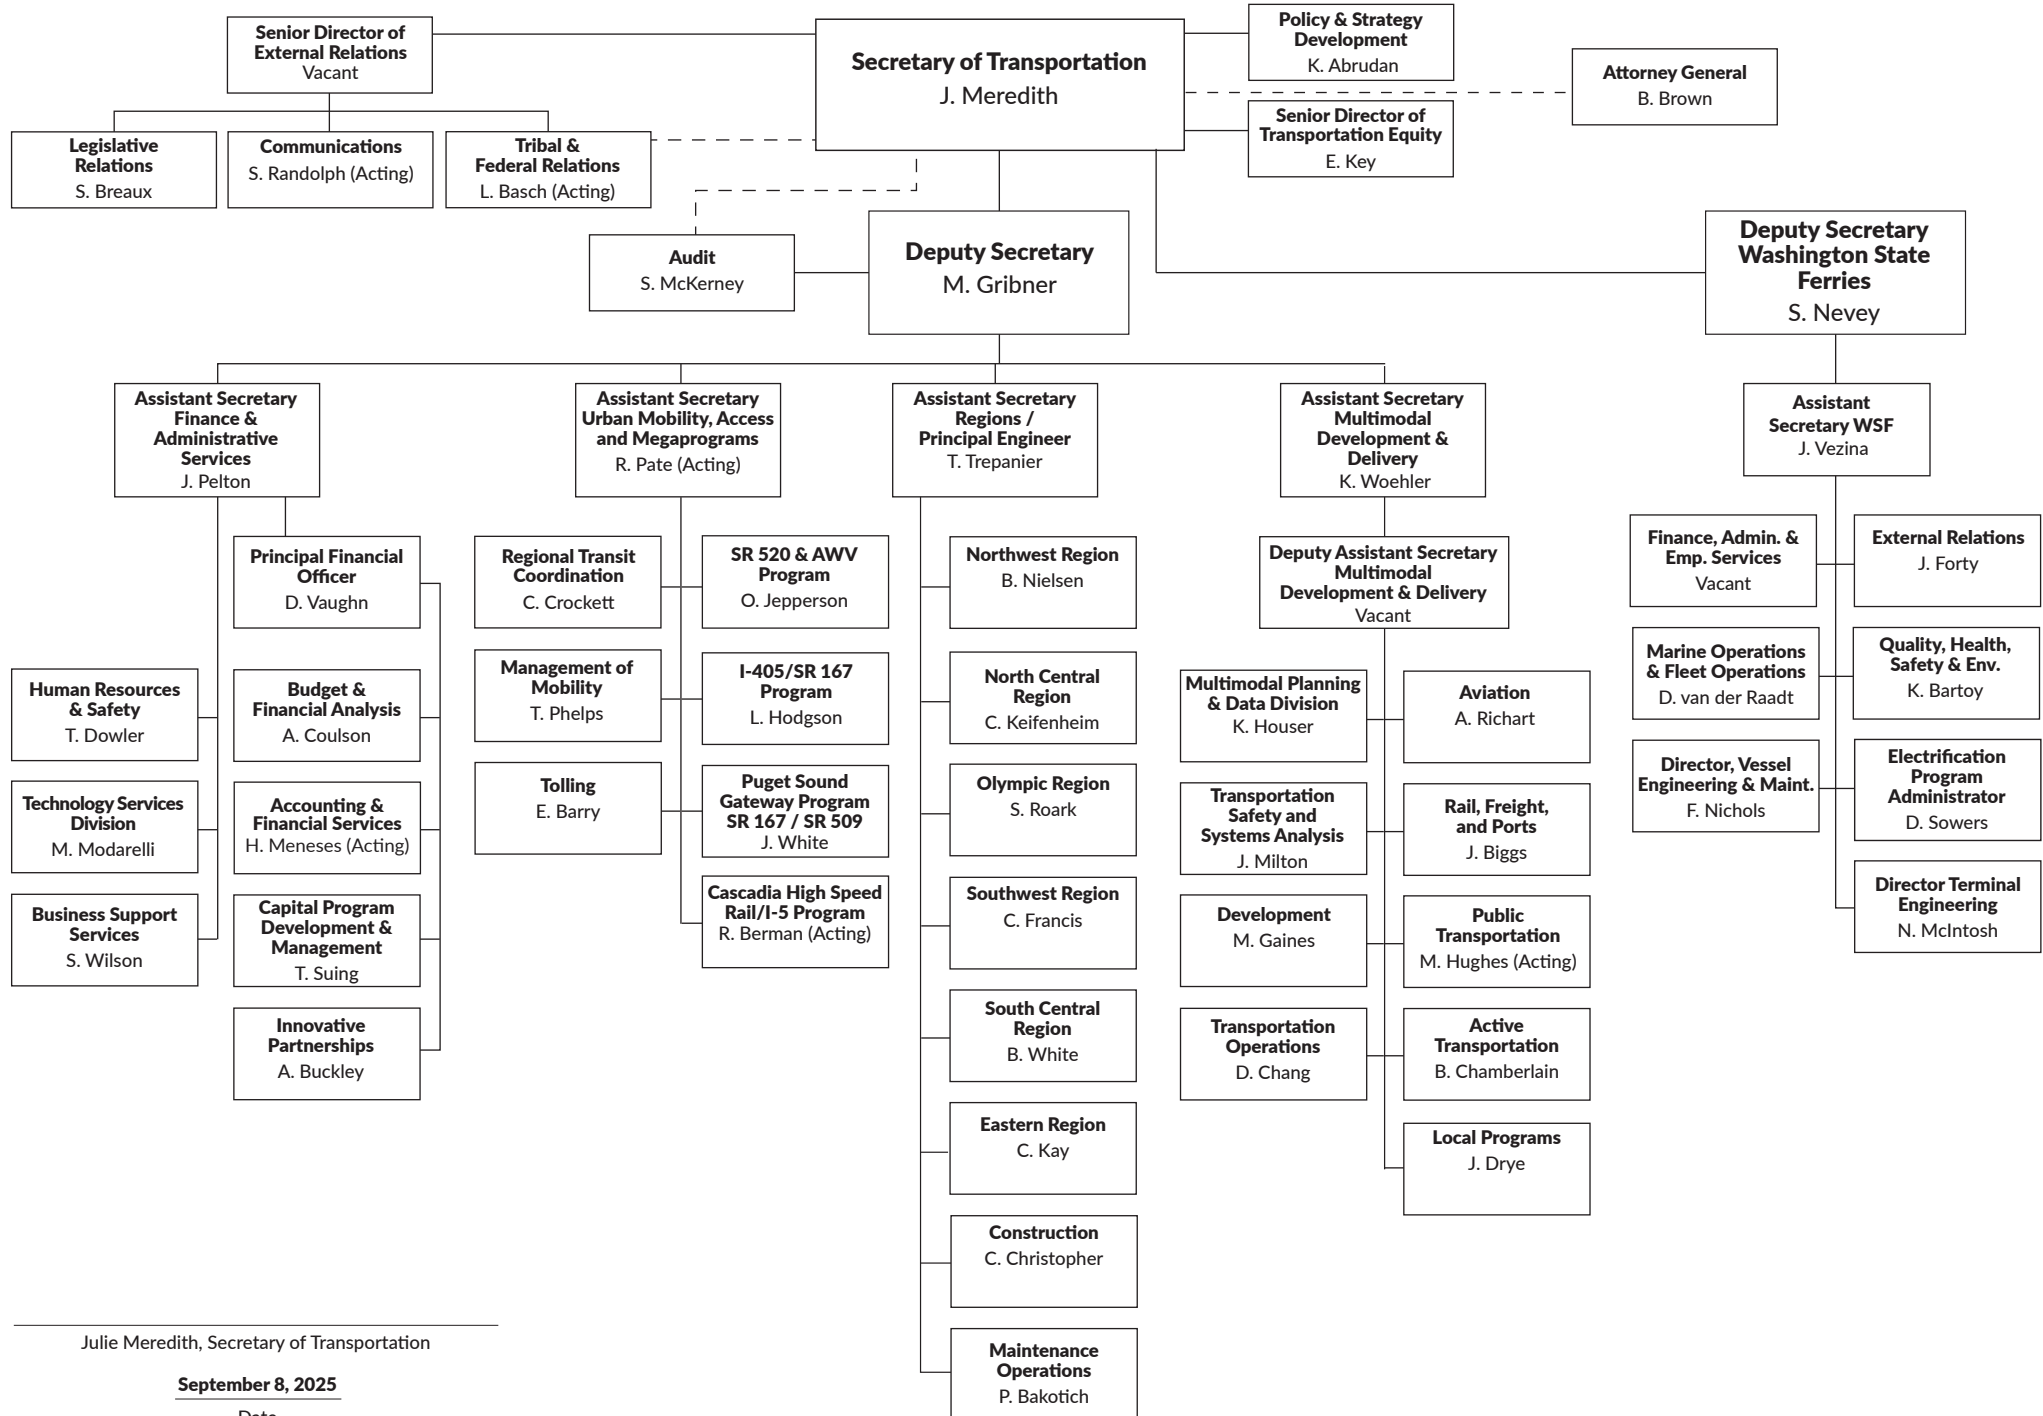 Senior Director of
External Relations
Vacant
Secretary of Transportation
J. Meredith
Policy & Strategy
Development
K. Abrudan
Attorney General
B. Brown
Senior Director of
Transportation Equity
E. Key
Legislative
Relations
S. Breaux
Communications
S. Randolph (Acting)
Tribal &
Federal Relations
L. Basch (Acting)
Audit
S. McKerney
Deputy Secretary
M. Gribner
Deputy Secretary
Washington State
Ferries
S. Nevey
Assistant Secretary
Finance &
Administrative
Services
J. Pelton
Assistant Secretary
Urban Mobility, Access
and Megaprograms
R. Pate (Acting)
Assistant Secretary
Regions /
Principal Engineer
T. Trepanier
Assistant Secretary
Multimodal
Development &
Delivery
K. Woehler
Assistant
Secretary WSF
J. Vezina
Principal Financial
Officer
D. Vaughn
Human Resources
& Safety
T. Dowler
Budget &
Financial Analysis
A. Coulson
Technology Services
Division
M. Modarelli
Accounting &
Financial Services
H. Meneses (Acting)
Business Support
Services
S. Wilson
Capital Program
Development &
Management
T. Suing
Innovative
Partnerships
A. Buckley
Regional Transit
Coordination
C. Crockett
SR 520 & AWV
Program
O. Jepperson
Management of
Mobility
T. Phelps
I-405/SR 167
Program
L. Hodgson
Tolling
E. Barry
Puget Sound
Gateway Program
SR 167 / SR 509
J. White
Cascadia High Speed
Rail/I-5 Program
R. Berman (Acting)
Northwest Region
B. Nielsen
North Central
Region
C. Keifenheim
Olympic Region
S. Roark
Southwest Region
C. Francis
South Central
Region
B. White
Eastern Region
C. Kay
Construction
C. Christopher
Maintenance
Operations
P. Bakotich
Deputy Assistant Secretary
Multimodal
Development & Delivery
Vacant
Multimodal Planning
& Data Division
K. Houser
Aviation
A. Richart
Transportation
Safety and
Systems Analysis
J. Milton
Rail, Freight,
and Ports
J. Biggs
Development
M. Gaines
Public
Transportation
M. Hughes (Acting)
Transportation
Operations
D. Chang
Active
Transportation
B. Chamberlain
Local Programs
J. Drye
Finance, Admin. &
Emp. Services
Vacant
External Relations
J. Forty
Marine Operations
& Fleet Operations
D. van der Raadt
Quality, Health,
Safety & Env.
K. Bartoy
Director, Vessel
Engineering & Maint.
F. Nichols
Electrification
Program
Administrator
D. Sowers
Director Terminal
Engineering
N. McIntosh
Julie Meredith, Secretary of Transportation
September 8, 2025
Date